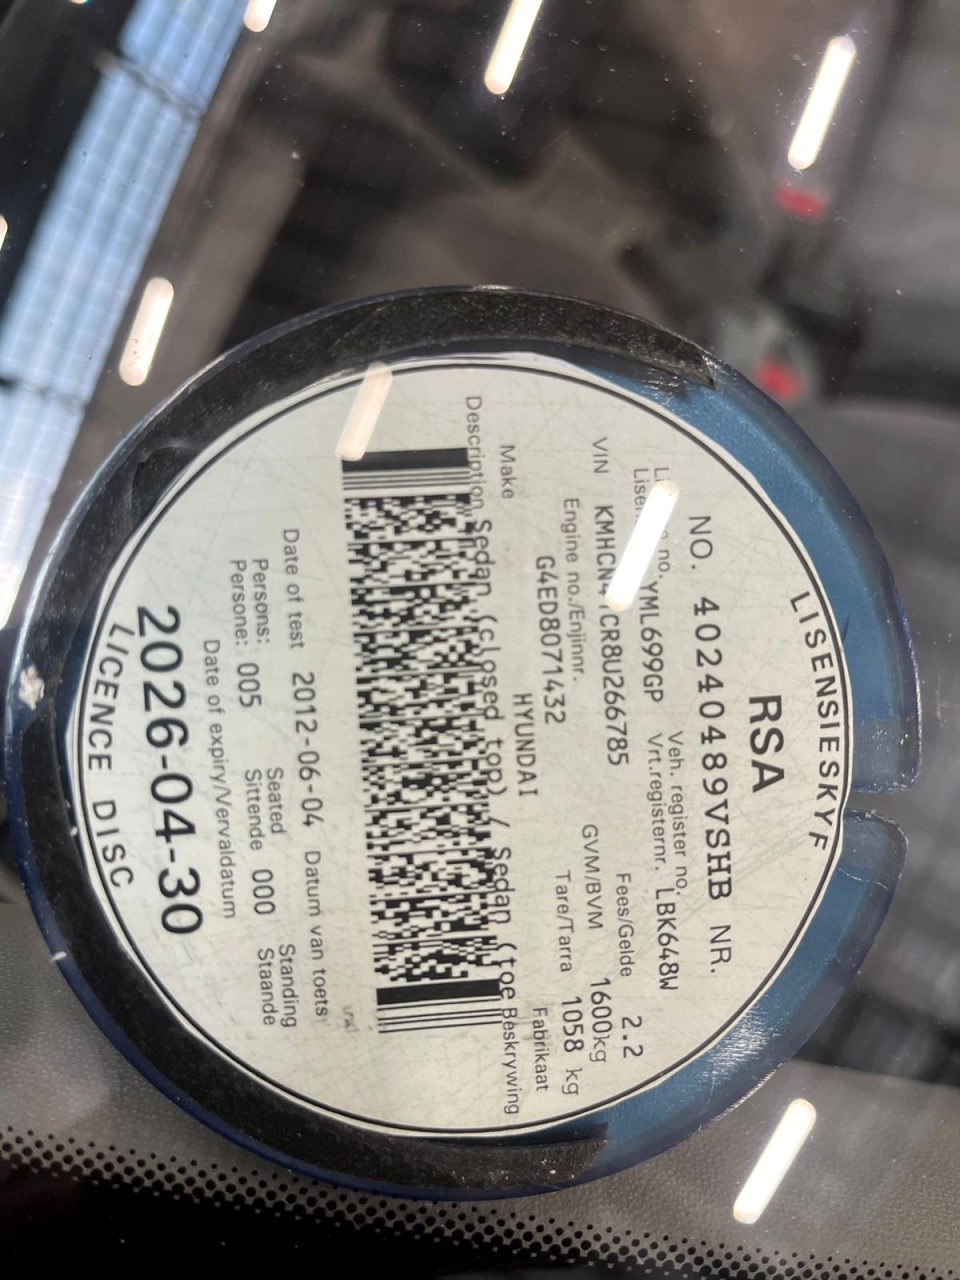 LISENSIESKYF
RSA
NO. 40240489VSHB NR.
no. YML699GP Veh. register no. LBK648W
Vrt.registernr.
Fees/Gelde 2.2
VIN GVM/BVM 1600kg
Engine no./Enjinnr. Tare/Tarra 1058 kg
G4ED8071432
Make HYUNDAI Fabrikaat
Description Sedan (closed top) / Sedan (toe Beskrywing
Date of test 2012-06-04 Datum van toets
Persons: 005 Seated 000 Standing
Persone: Sittende Staande
Date of expiry/Vervaldatum
2026-04-30
LICENCE DISC